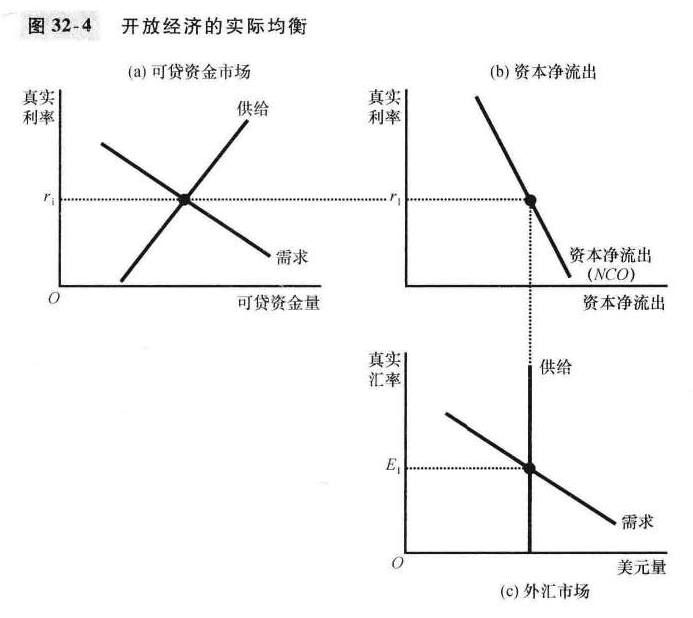 图 32-4 开放经济的实际均衡
(a) 可贷资金市场
真实
利率
供给
r₁
需求
O
可贷资金量
(b) 资本净流出
真实
利率
r₁
资本净流出
(NCO)
资本净流出
真实
汇率
供给
E₁
需求
O
美元量
(c) 外汇市场